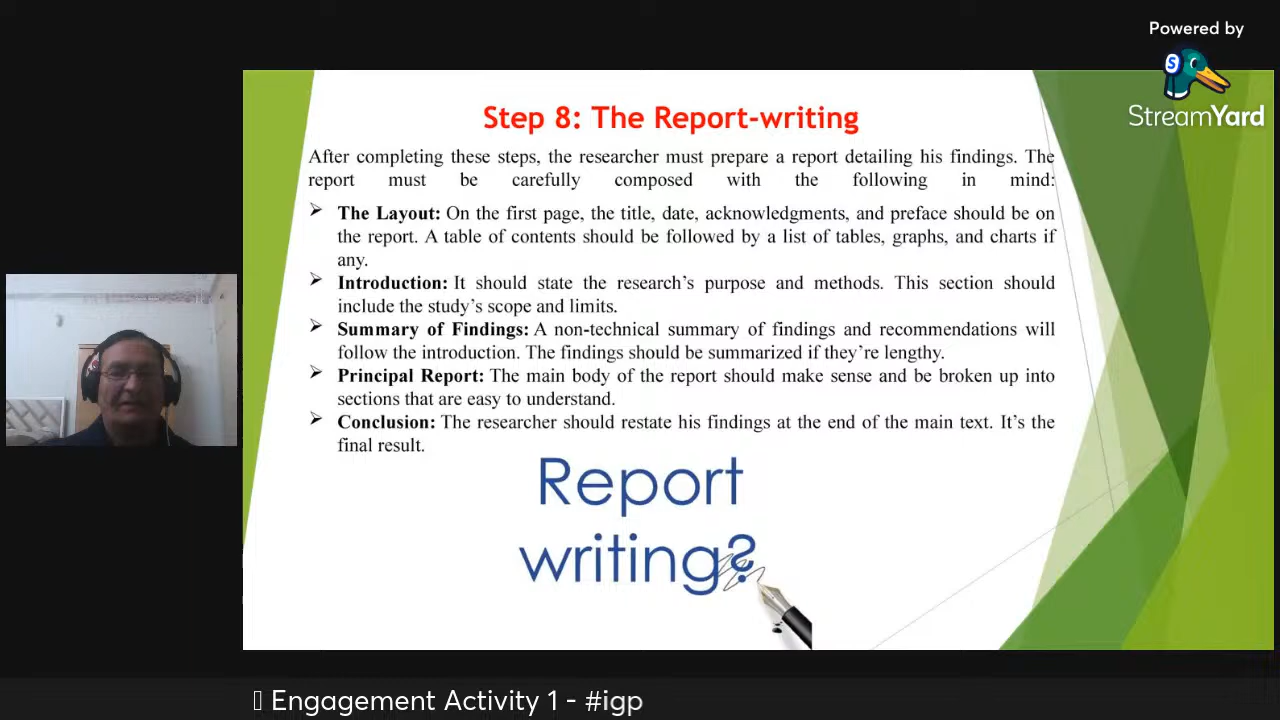 Powered by
StreamYard
Step 8: The Report-writing
After completing these steps, the researcher must prepare a report detailing his findings. The
report must be carefully composed with the following in mind:
➢ The Layout: On the first page, the title, date, acknowledgments, and preface should be on
the report. A table of contents should be followed by a list of tables, graphs, and charts if
any.
➢ Introduction: It should state the research’s purpose and methods. This section should
include the study’s scope and limits.
➢ Summary of Findings: A non-technical summary of findings and recommendations will
follow the introduction. The findings should be summarized if they’re lengthy.
➢ Principal Report: The main body of the report should make sense and be broken up into
sections that are easy to understand.
➢ Conclusion: The researcher should restate his findings at the end of the main text. It’s the
final result.
Report
writing?
Engagement Activity 1 - #igp